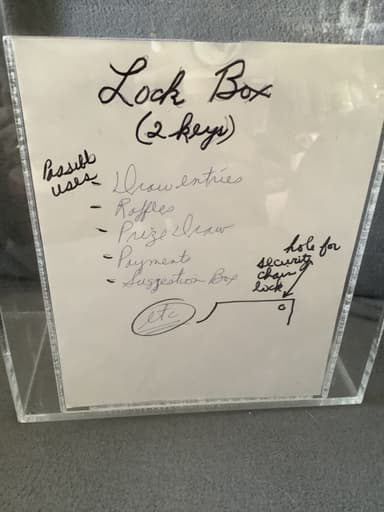 Lock Box
(2 keys)
Possible
uses
- Draw entries
- Raffles
- Prize Draw
- Payments
- Suggestion Box
etc
hole for
security
chain
lock